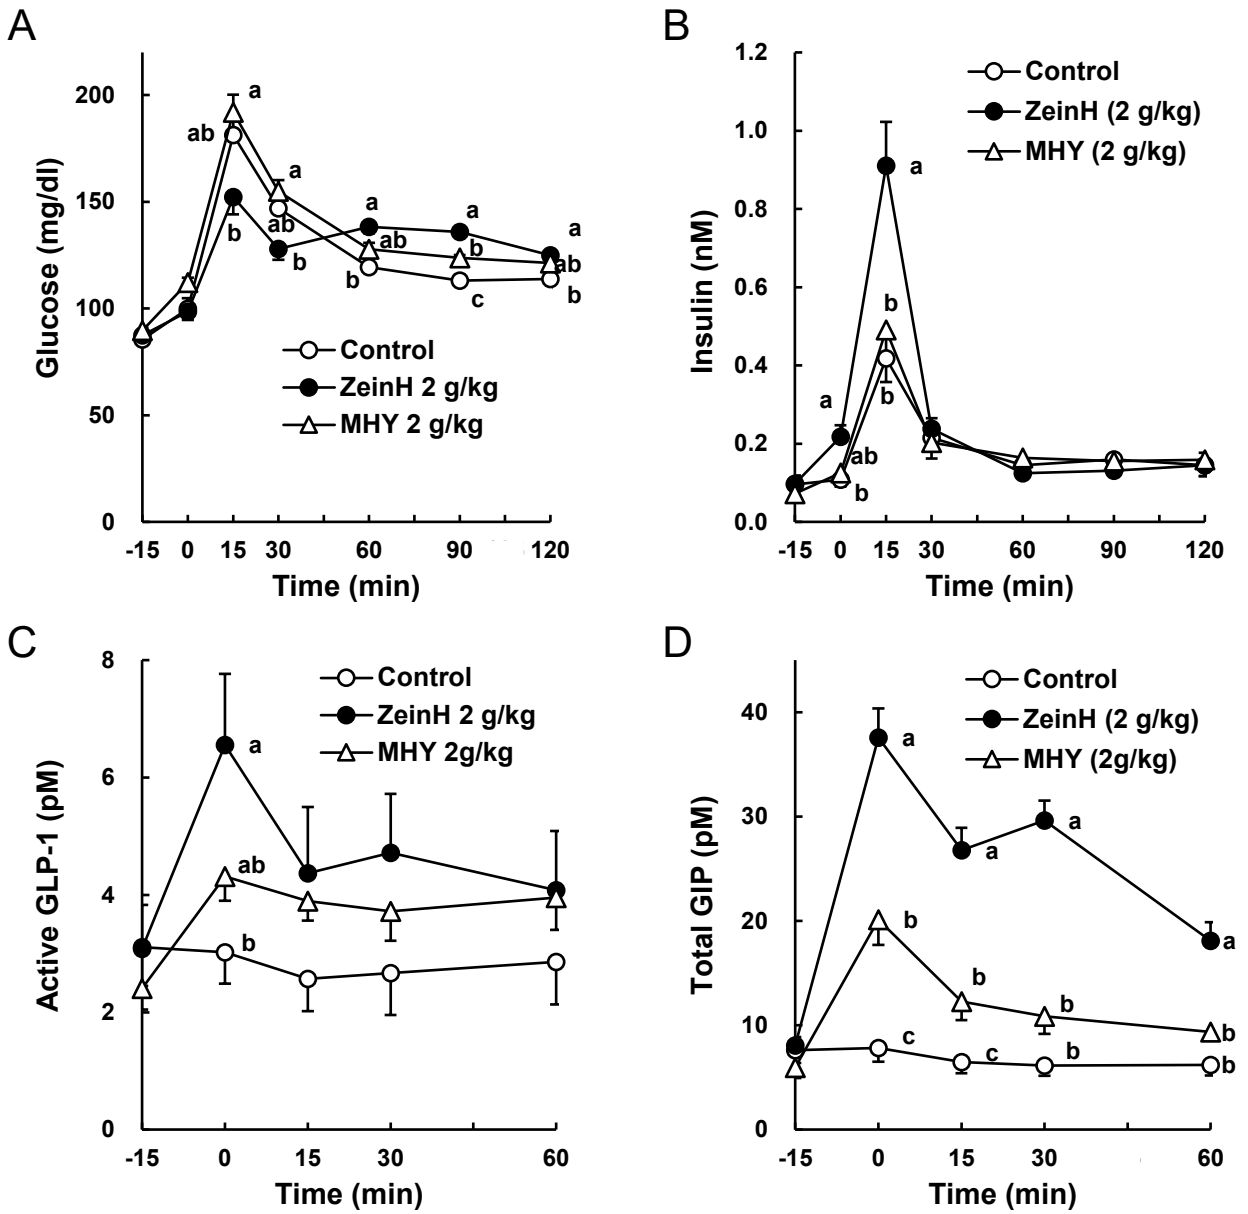 A
Glucose (mg/dl)
200
150
100
50
0
a
ab
b
a
ab
b
a
ab
b
a
b
c
a
ab
b
Control
ZeinH 2 g/kg
MHY 2 g/kg
-15 0 15 30 60 90 120
Time (min)
B
Insulin (nM)
1.2
1.0
0.8
0.6
0.4
0.2
0.0
Control
ZeinH (2 g/kg)
MHY (2 g/kg)
a
b
b
a
ab
b
-15 0 15 30 60 90 120
Time (min)
C
Active GLP-1 (pM)
8
6
4
2
0
Control
ZeinH 2 g/kg
MHY 2g/kg
a
ab
b
-15 0 15 30 60
Time (min)
D
Total GIP (pM)
40
30
20
10
0
Control
ZeinH (2 g/kg)
MHY (2g/kg)
a
b
c
a
b
c
a
b
b
a
b
b
-15 0 15 30 60
Time (min)